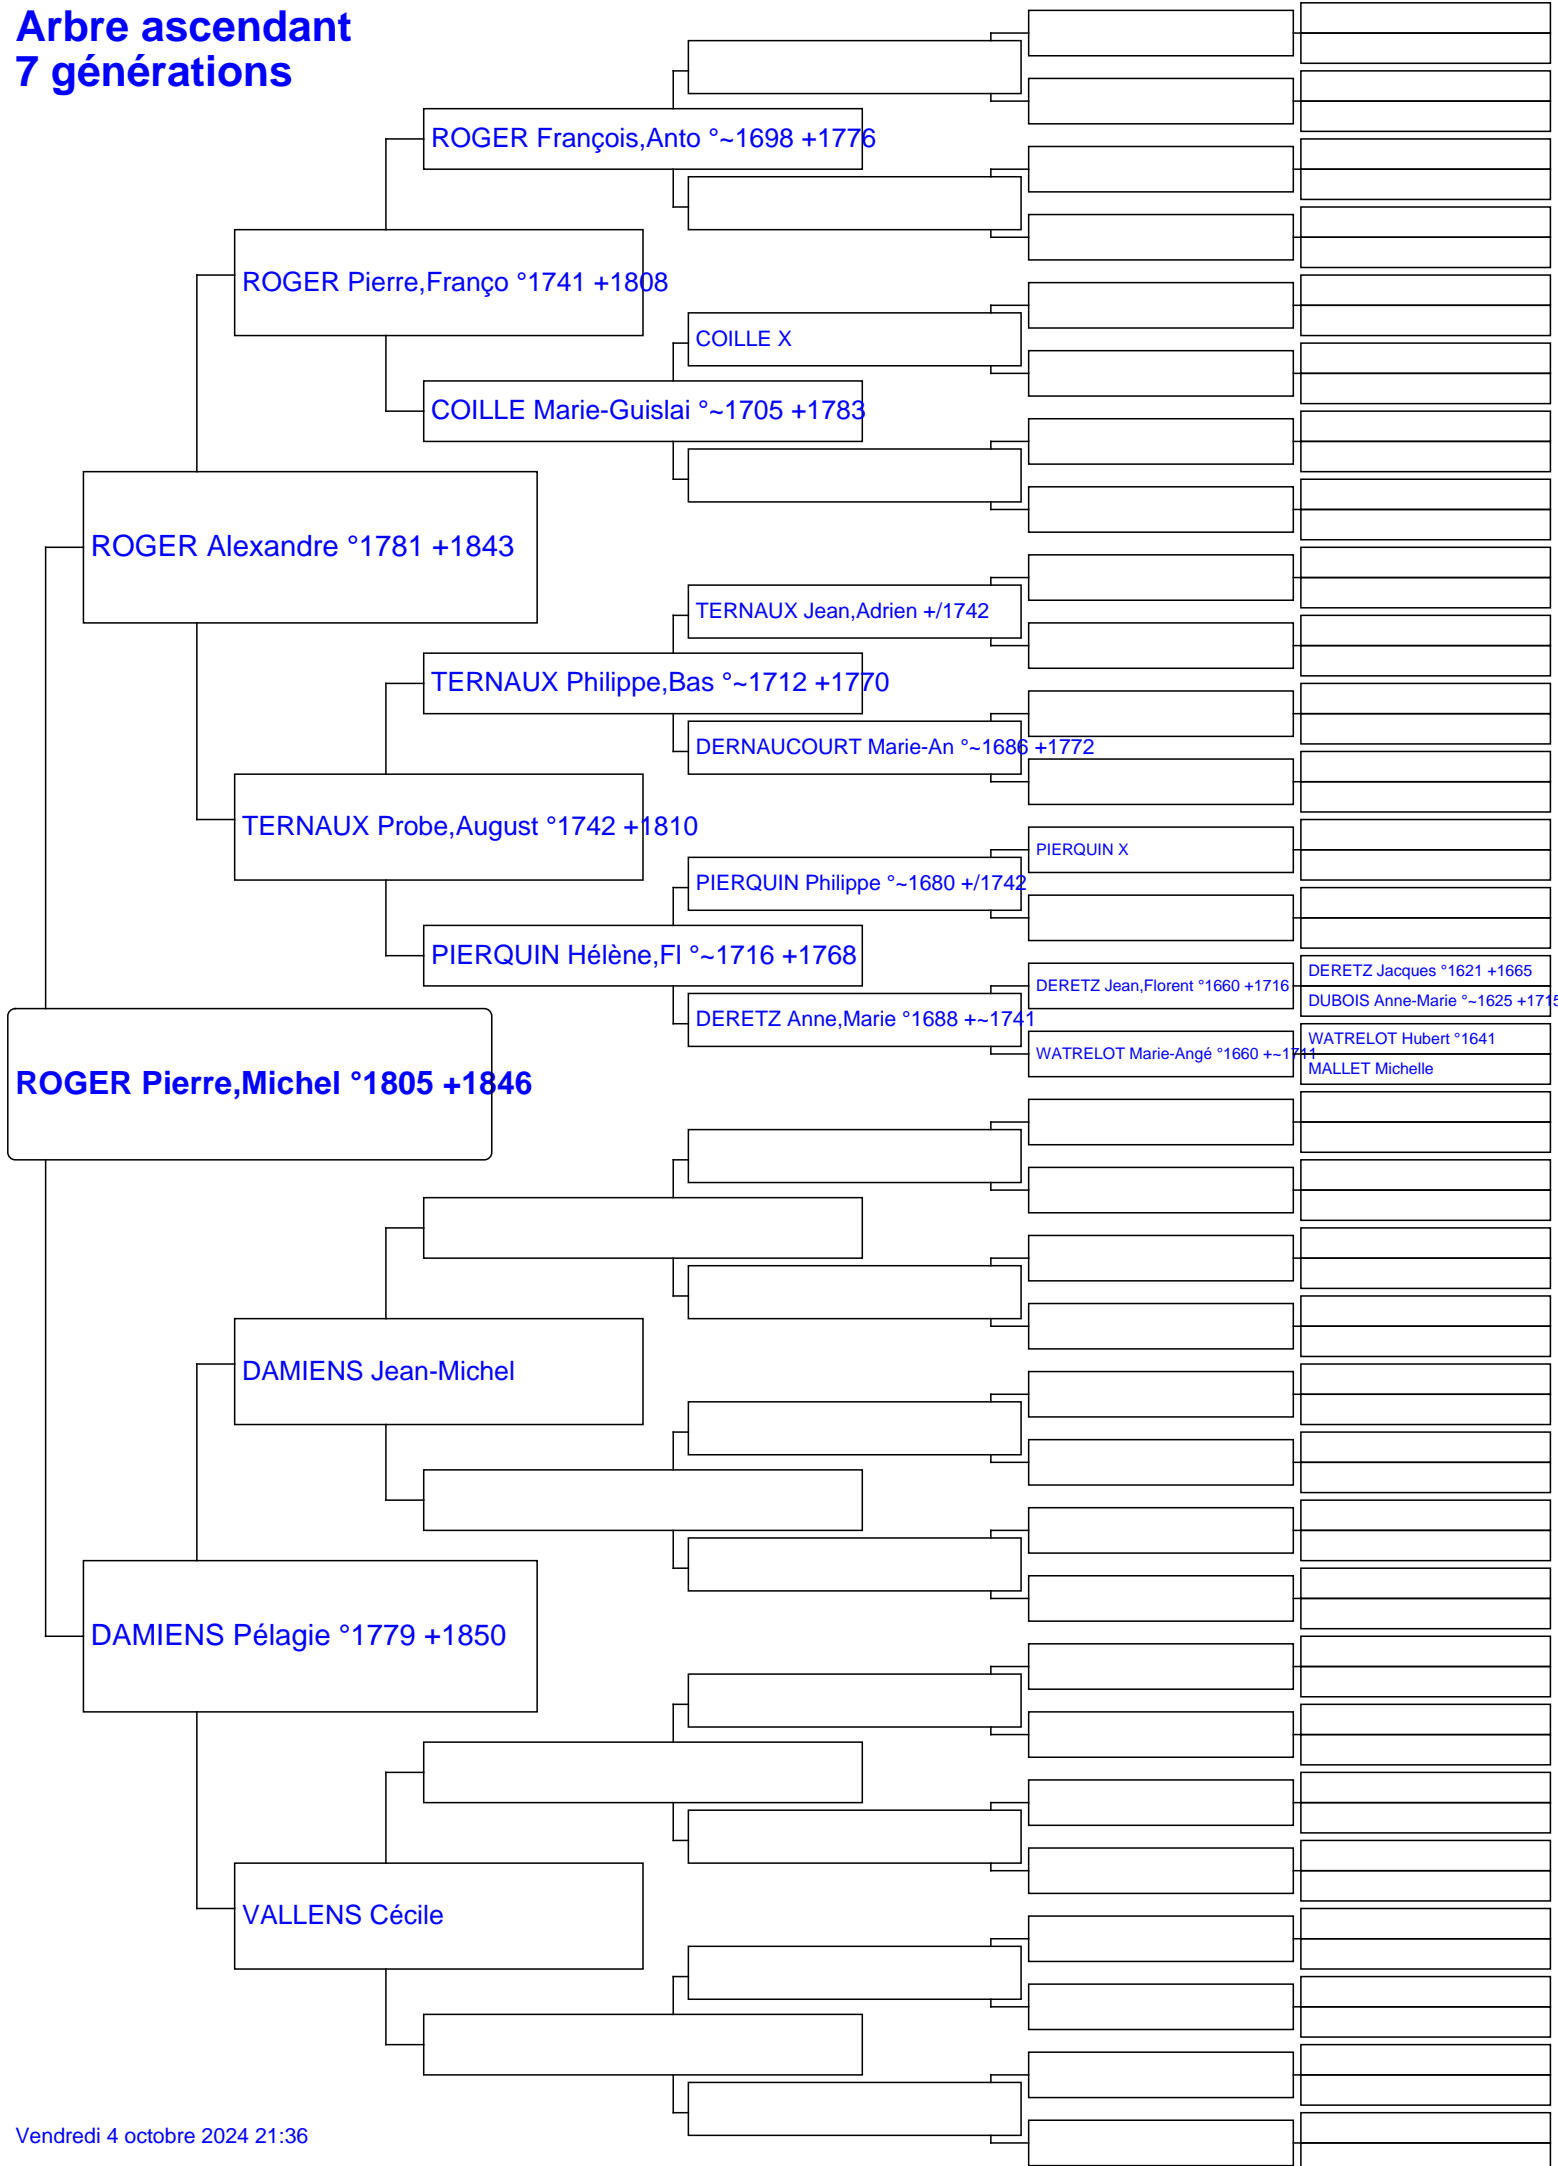 Arbre ascendant
7 générations
ROGER François,Anto °~1698 +1776
ROGER Pierre,Franço °1741 +1808
COILLE X
COILLE Marie-Guislai °~1705 +1783
ROGER Alexandre °1781 +1843
TERNAUX Jean,Adrien +/1742
TERNAUX Philippe,Bas °~1712 +1770
DERNAUCOURT Marie-An °~1686 +1772
TERNAUX Probe,August °1742 +1810
PIERQUIN X
PIERQUIN Philippe °~1680 +/1742
PIERQUIN Hélène,Fl °~1716 +1768
DERETZ Jacques °1621 +1665
DERETZ Jean,Florent °1660 +1716
DUBOIS Anne-Marie °~1625 +1715
DERETZ Anne,Marie °1688 +~1741
WATRELOT Hubert °1641
WATRELOT Marie-Angé °1660 +~1711
MALLET Michelle
ROGER Pierre,Michel °1805 +1846
DAMIENS Jean-Michel
DAMIENS Pélagie °1779 +1850
VALLENS Cécile
Vendredi 4 octobre 2024 21:36